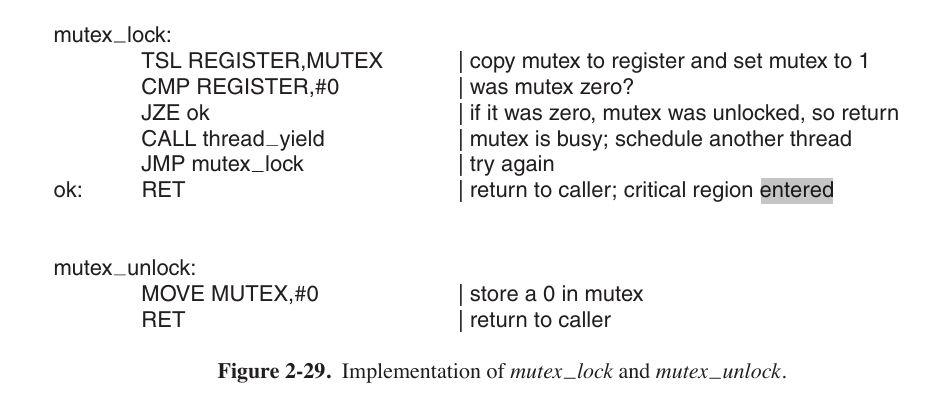 mutex_lock:
TSL REGISTER,MUTEX | copy mutex to register and set mutex to 1
CMP REGISTER,#0 | was mutex zero?
JZE ok | if it was zero, mutex was unlocked, so return
CALL thread_yield | mutex is busy; schedule another thread
JMP mutex_lock | try again
ok: RET | return to caller; critical region entered
mutex_unlock:
MOVE MUTEX,#0 | store a 0 in mutex
RET | return to caller
Figure 2-29. Implementation of mutex_lock and mutex_unlock.